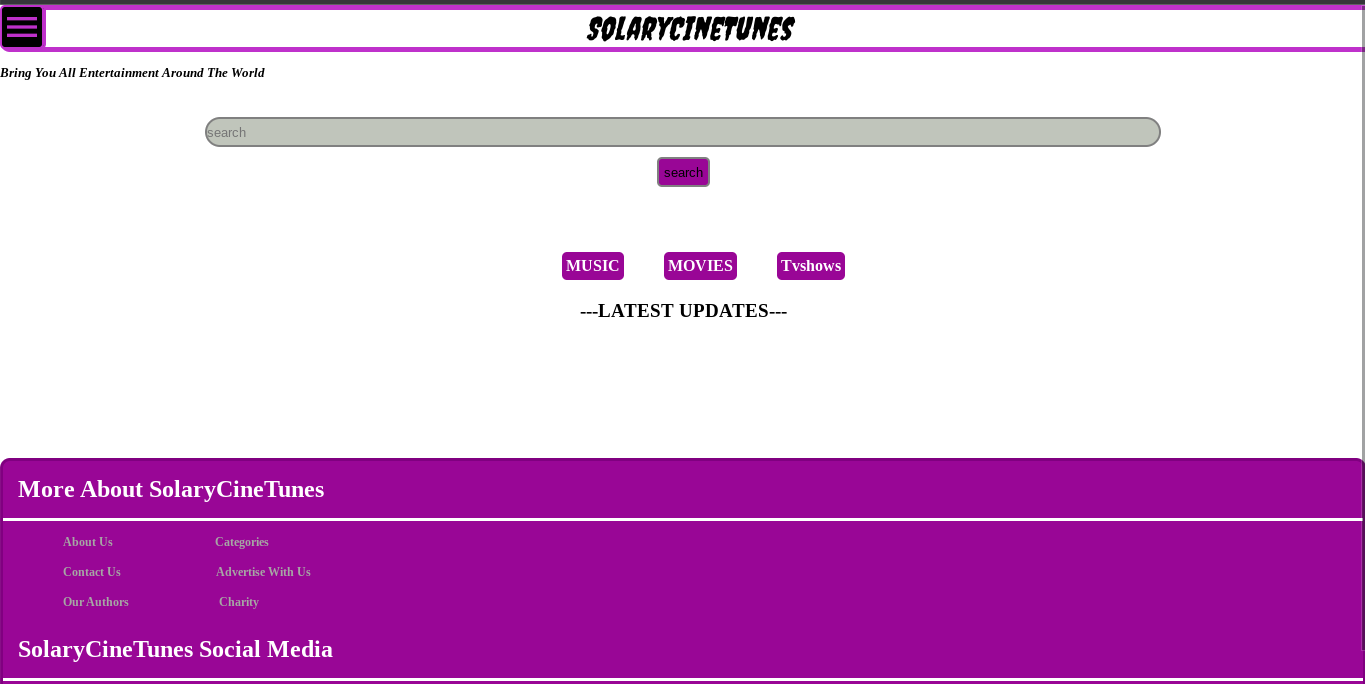 SOLARYCINETUNES
Bring You All Entertainment Around The World
search
search
MUSIC MOVIES Tvshows
---LATEST UPDATES---
More About SolaryCineTunes
About Us Categories
Contact Us Advertise With Us
Our Authors Charity
SolaryCineTunes Social Media